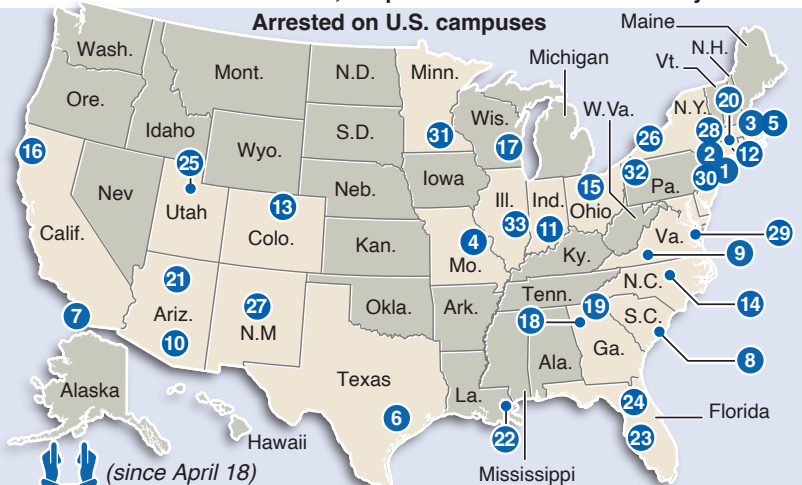 Arrested on U.S. campuses
Maine
Wash.
Mont.
N.D.
Minn.
Michigan
N.H.
Vt.
Ore.
Idaho
Wyo.
S.D.
Wis.
W.Va.
N.Y.
20
3
5
16
25
31
17
26
28
2
12
Nev
Utah
13
Colo.
Neb.
Iowa
Ill.
Ind.
15
Ohio
32
Pa.
30
1
Calif.
Kan.
4
Mo.
33
11
Ky.
Va.
29
9
21
Ariz.
10
27
N.M
Okla.
Ark.
Tenn.
N.C.
14
7
18
19
S.C.
8
Ga.
Ala.
Alaska
Texas
6
La.
24
Florida
Hawaii
22
23
(since April 18)
Mississippi